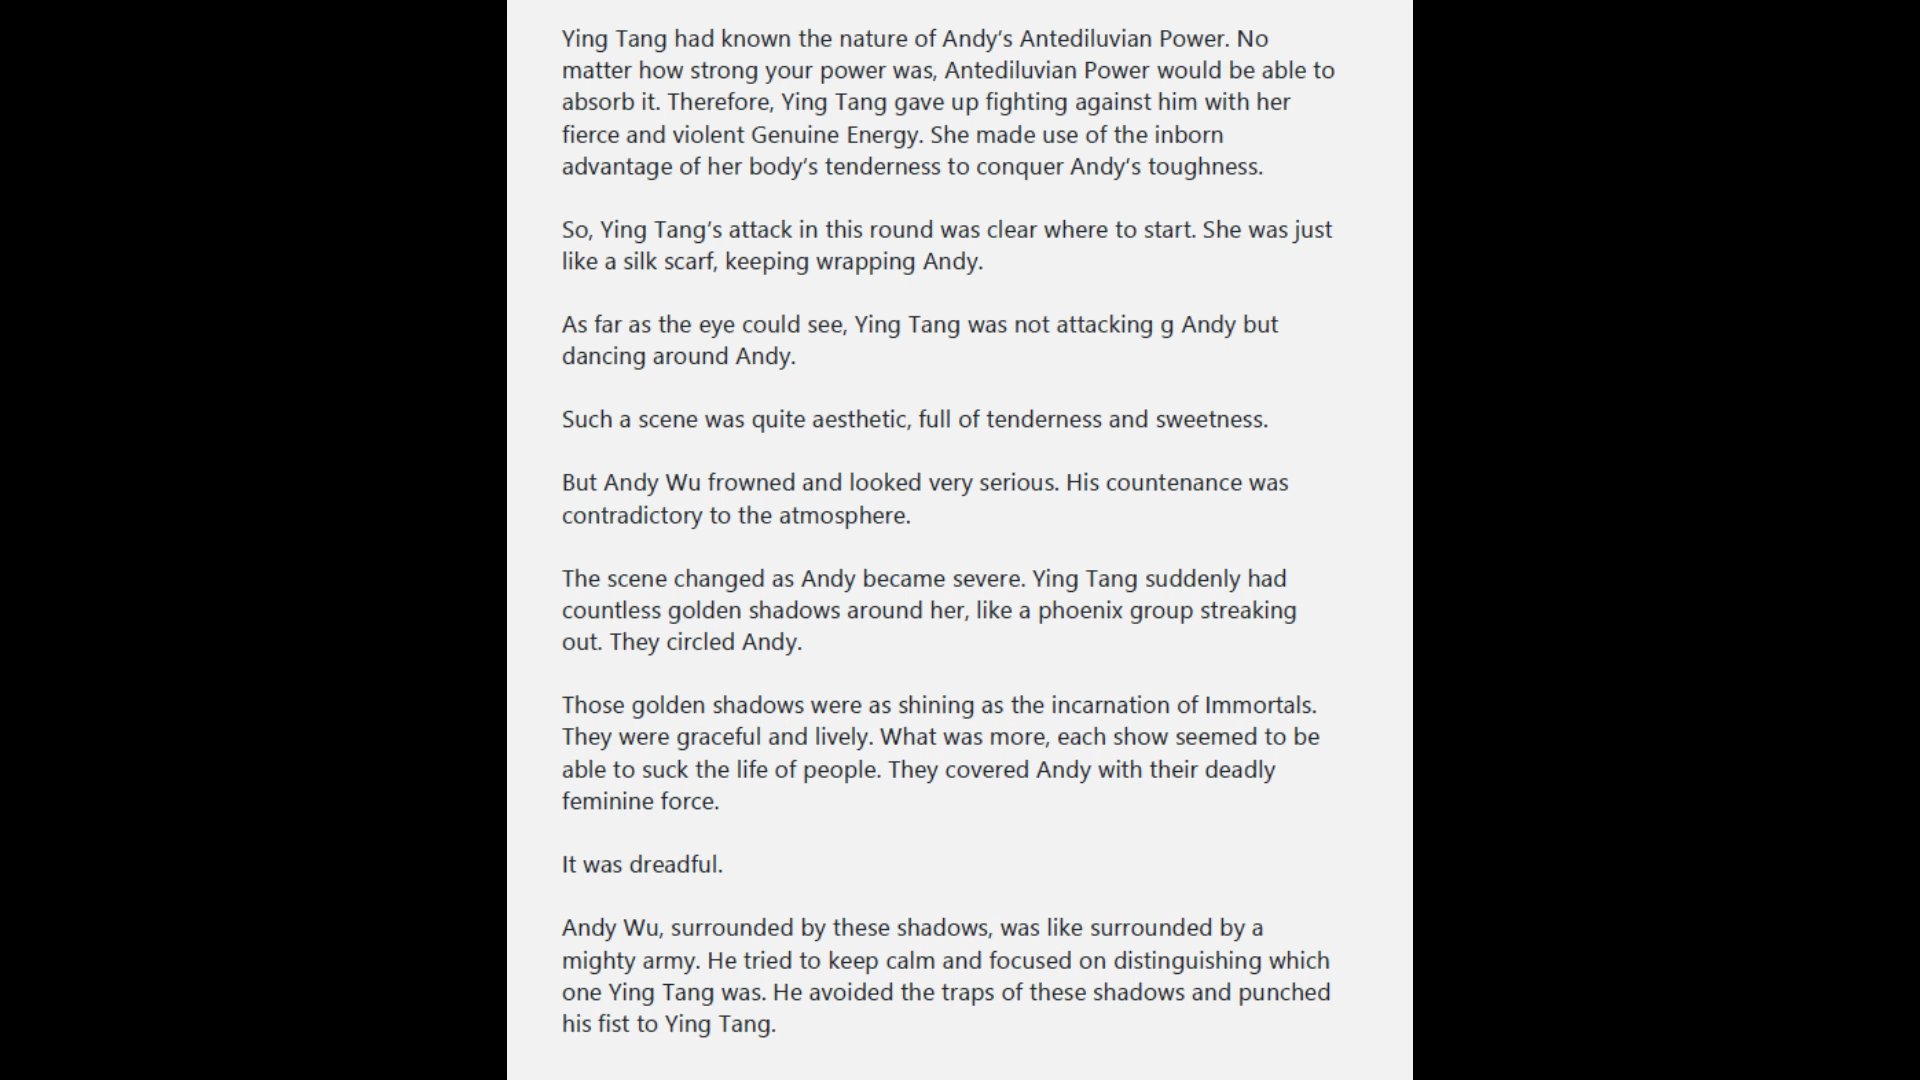 Ying Tang had known the nature of Andy's Antediluvian Power. No
matter how strong your power was, Antediluvian Power would be able to
absorb it. Therefore, Ying Tang gave up fighting against him with her
fierce and violent Genuine Energy. She made use of the inborn
advantage of her body's tenderness to conquer Andy's toughness.
So, Ying Tang's attack in this round was clear where to start. She was just
like a silk scarf, keeping wrapping Andy.
As far as the eye could see, Ying Tang was not attacking g Andy but
dancing around Andy.
Such a scene was quite aesthetic, full of tenderness and sweetness.
But Andy Wu frowned and looked very serious. His countenance was
contradictory to the atmosphere.
The scene changed as Andy became severe. Ying Tang suddenly had
countless golden shadows around her, like a phoenix group streaking
out. They circled Andy.
Those golden shadows were as shining as the incarnation of Immortals.
They were graceful and lively. What was more, each show seemed to be
able to suck the life of people. They covered Andy with their deadly
feminine force.
It was dreadful.
Andy Wu, surrounded by these shadows, was like surrounded by a
mighty army. He tried to keep calm and focused on distinguishing which
one Ying Tang was. He avoided the traps of these shadows and punched
his fist to Ying Tang.